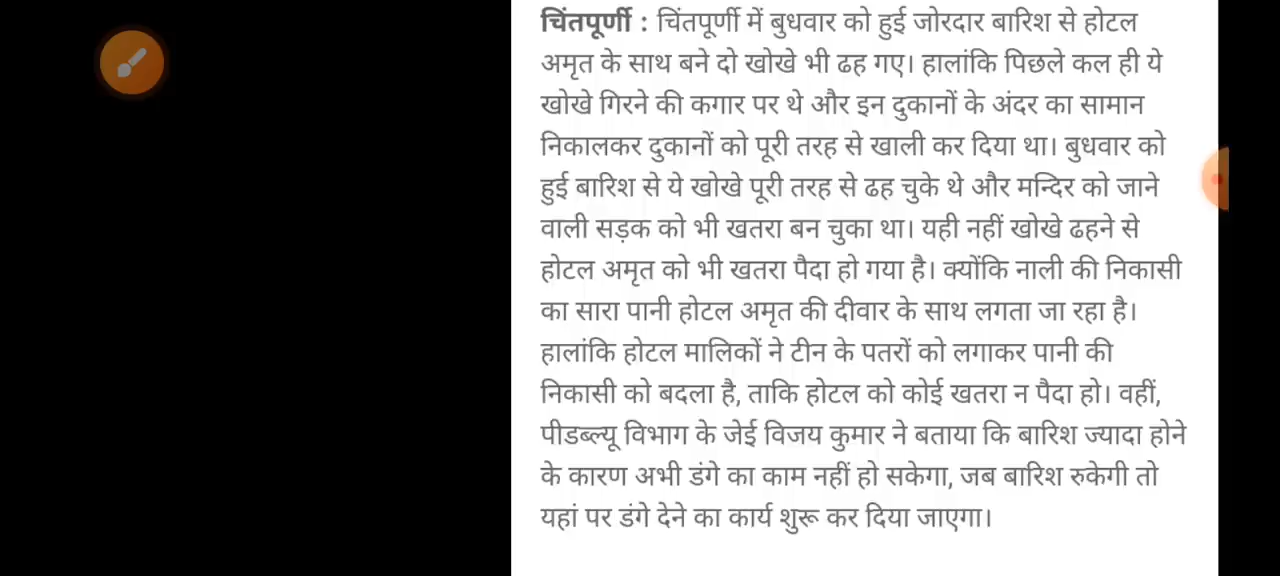 चिंतपूर्णी : चिंतपूर्णी में बुधवार को हुई जोरदार बारिश से होटल
अमृत के साथ बने दो खोखे भी ढह गए। हालांकि पिछले कल ही ये
खोखे गिरने की कगार पर थे और इन दुकानों के अंदर का सामान
निकालकर दुकानों को पूरी तरह से खाली कर दिया था। बुधवार को
हुई बारिश से ये खोखे पूरी तरह से ढह चुके थे और मन्दिर को जाने
वाली सड़क को भी खतरा बन चुका था। यही नहीं खोखे ढहने से
होटल अमृत को भी खतरा पैदा हो गया है। क्योंकि नाली की निकासी
का सारा पानी होटल अमृत की दीवार के साथ लगता जा रहा है।
हालांकि होटल मालिकों ने टीन के पतरों को लगाकर पानी की
निकासी को बदला है, ताकि होटल को कोई खतरा न पैदा हो। वहीं,
पीडब्ल्यू विभाग के जेई विजय कुमार ने बताया कि बारिश ज्यादा होने
के कारण अभी डंगे का काम नहीं हो सकेगा, जब बारिश रुकेगी तो
यहां पर डंगे देने का कार्य शुरू कर दिया जाएगा।